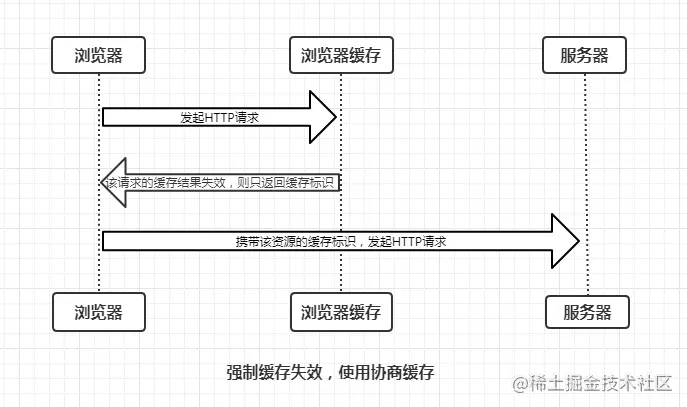 浏览器
浏览器缓存
服务器
发起HTTP请求
该请求的缓存结果失效，则只返回缓存标识
携带该资源的缓存标识，发起HTTP请求
浏览器
浏览器缓存
服务器
强制缓存失效，使用协商缓存
@稀土掘金技术社区